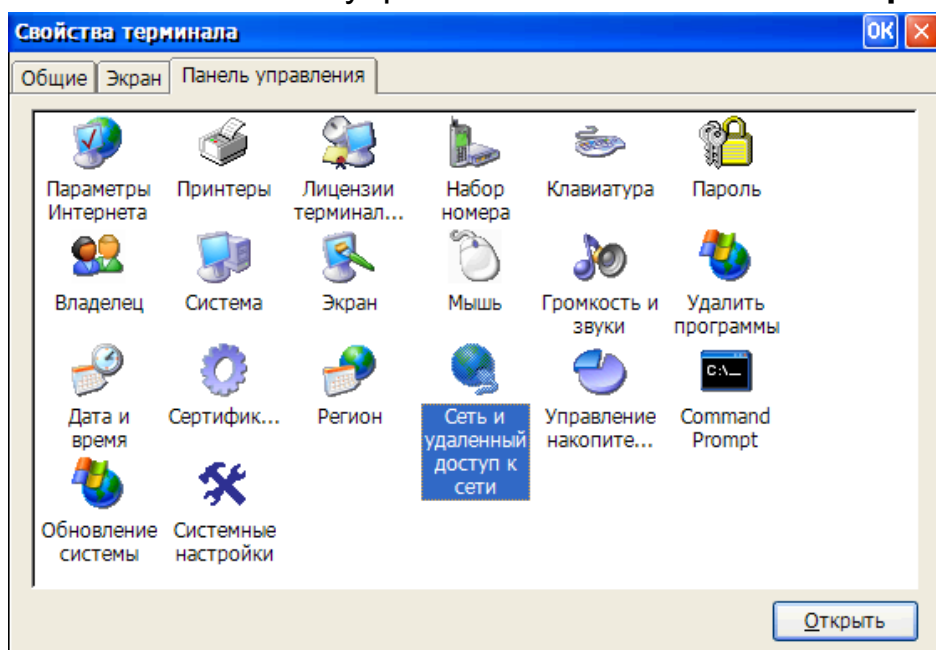 Свойства терминала OK
Общие Экран Панель управления
Параметры Интернета
Принтеры
Лицензии терминал...
Набор номера
Клавиатура
Пароль
Владелец
Система
Экран
Мышь
Громкость и звуки
Удалить программы
Дата и время
Сертифик...
Регион
Сеть и удаленный доступ к сети
Управление накопите...
C:\_
Command Prompt
Обновление системы
Системные настройки
Открыть